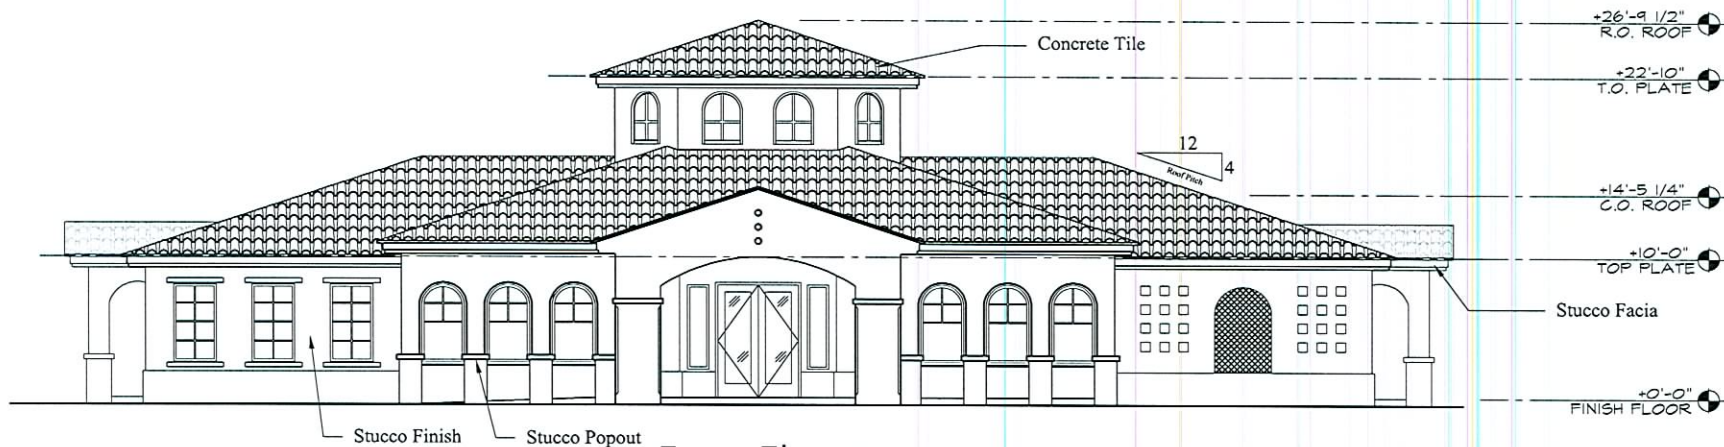 +26'-9 1/2"
R.O. ROOF
Concrete Tile
+22'-10"
T.O. PLATE
12
4
Roof Pitch
+14'-5 1/4"
C.O. ROOF
+10'-0"
TOP PLATE
Stucco Facia
+0'-0"
FINISH FLOOR
Stucco Finish
Stucco Popout